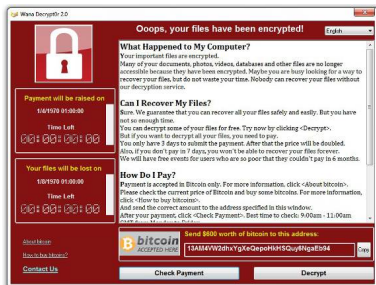 Wana Decrypt0r 2.0
Ooops, your files have been encrypted!
English
Payment will be raised on
1/4/1970 01:00:00
Time Left
00:00:00:00
Your files will be lost on
1/8/1970 01:00:00
Time Left
00:00:00:00
About bitcoin
How to buy bitcoins?
Contact Us
What Happened to My Computer?
Your important files are encrypted.
Many of your documents, photos, videos, databases and other files are no longer
accessible because they have been encrypted. Maybe you are busy looking for a way to
recover your files, but do not waste your time. Nobody can recover your files without
our decryption service.
Can I Recover My Files?
Sure. We guarantee that you can recover all your files safely and easily. But you have
not so enough time.
You can decrypt some of your files for free. Try now by clicking <Decrypt>.
But if you want to decrypt all your files, you need to pay.
You only have 3 days to submit the payment. After that the price will be doubled.
Also, if you don't pay in 7 days, you won't be able to recover your files forever.
We will have free events for users who are so poor that they couldn't pay in 6 months.
How Do I Pay?
Payment is accepted in Bitcoin only. For more information, click <About bitcoin>.
Please check the current price of Bitcoin and buy some bitcoins. For more information,
click <How to buy bitcoins>.
And send the correct amount to the address specified in this window.
After your payment, click <Check Payment>. Best time to check: 9:00am - 11:00am
bitcoin
ACCEPTED HERE
Send $600 worth of bitcoin to this address:
13AM4VW2dhxYgXeQepoHkHSQuy6NgaEb94
Copy
Check Payment
Decrypt